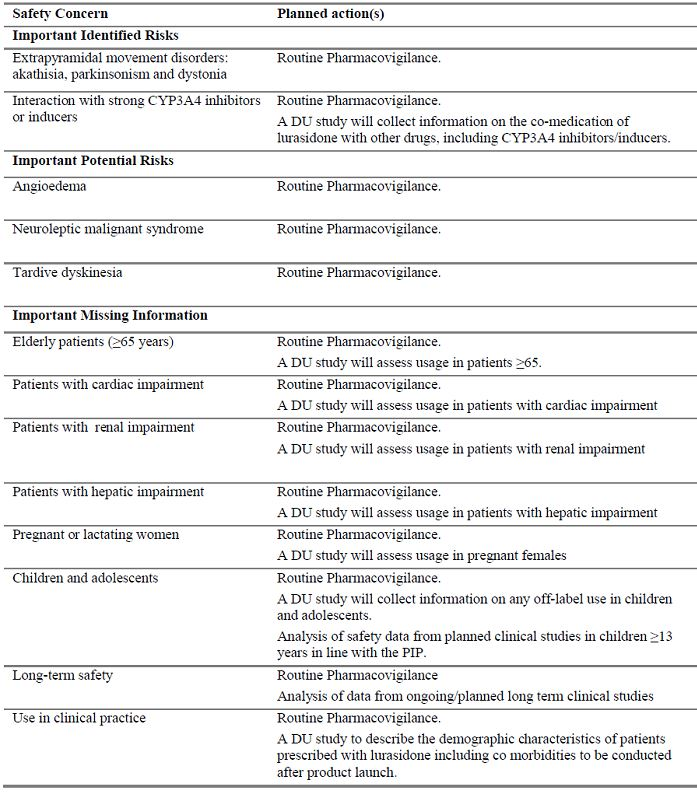 Safety Concern Planned action(s)
Important Identified Risks
Extrapyramidal movement disorders: Routine Pharmacovigilance.
akathisia, parkinsonism and dystonia
Interaction with strong CYP3A4 inhibitors Routine Pharmacovigilance.
or inducers A DU study will collect information on the co-medication of
lurasidone with other drugs, including CYP3A4 inhibitors/inducers.
Important Potential Risks
Angioedema Routine Pharmacovigilance.
Neuroleptic malignant syndrome Routine Pharmacovigilance.
Tardive dyskinesia Routine Pharmacovigilance.
Important Missing Information
Elderly patients (≥65 years) Routine Pharmacovigilance.
A DU study will assess usage in patients ≥65.
Patients with cardiac impairment Routine Pharmacovigilance.
A DU study will assess usage in patients with cardiac impairment
Patients with renal impairment Routine Pharmacovigilance.
A DU study will assess usage in patients with renal impairment
Patients with hepatic impairment Routine Pharmacovigilance.
A DU study will assess usage in patients with hepatic impairment
Pregnant or lactating women Routine Pharmacovigilance.
A DU study will assess usage in pregnant females
Children and adolescents Routine Pharmacovigilance.
A DU study will collect information on any off-label use in children
and adolescents.
Analysis of safety data from planned clinical studies in children ≥13
years in line with the PIP.
Long-term safety Routine Pharmacovigilance
Analysis of data from ongoing/planned long term clinical studies
Use in clinical practice Routine Pharmacovigilance.
A DU study to describe the demographic characteristics of patients
prescribed with lurasidone including co morbidities to be conducted
after product launch.